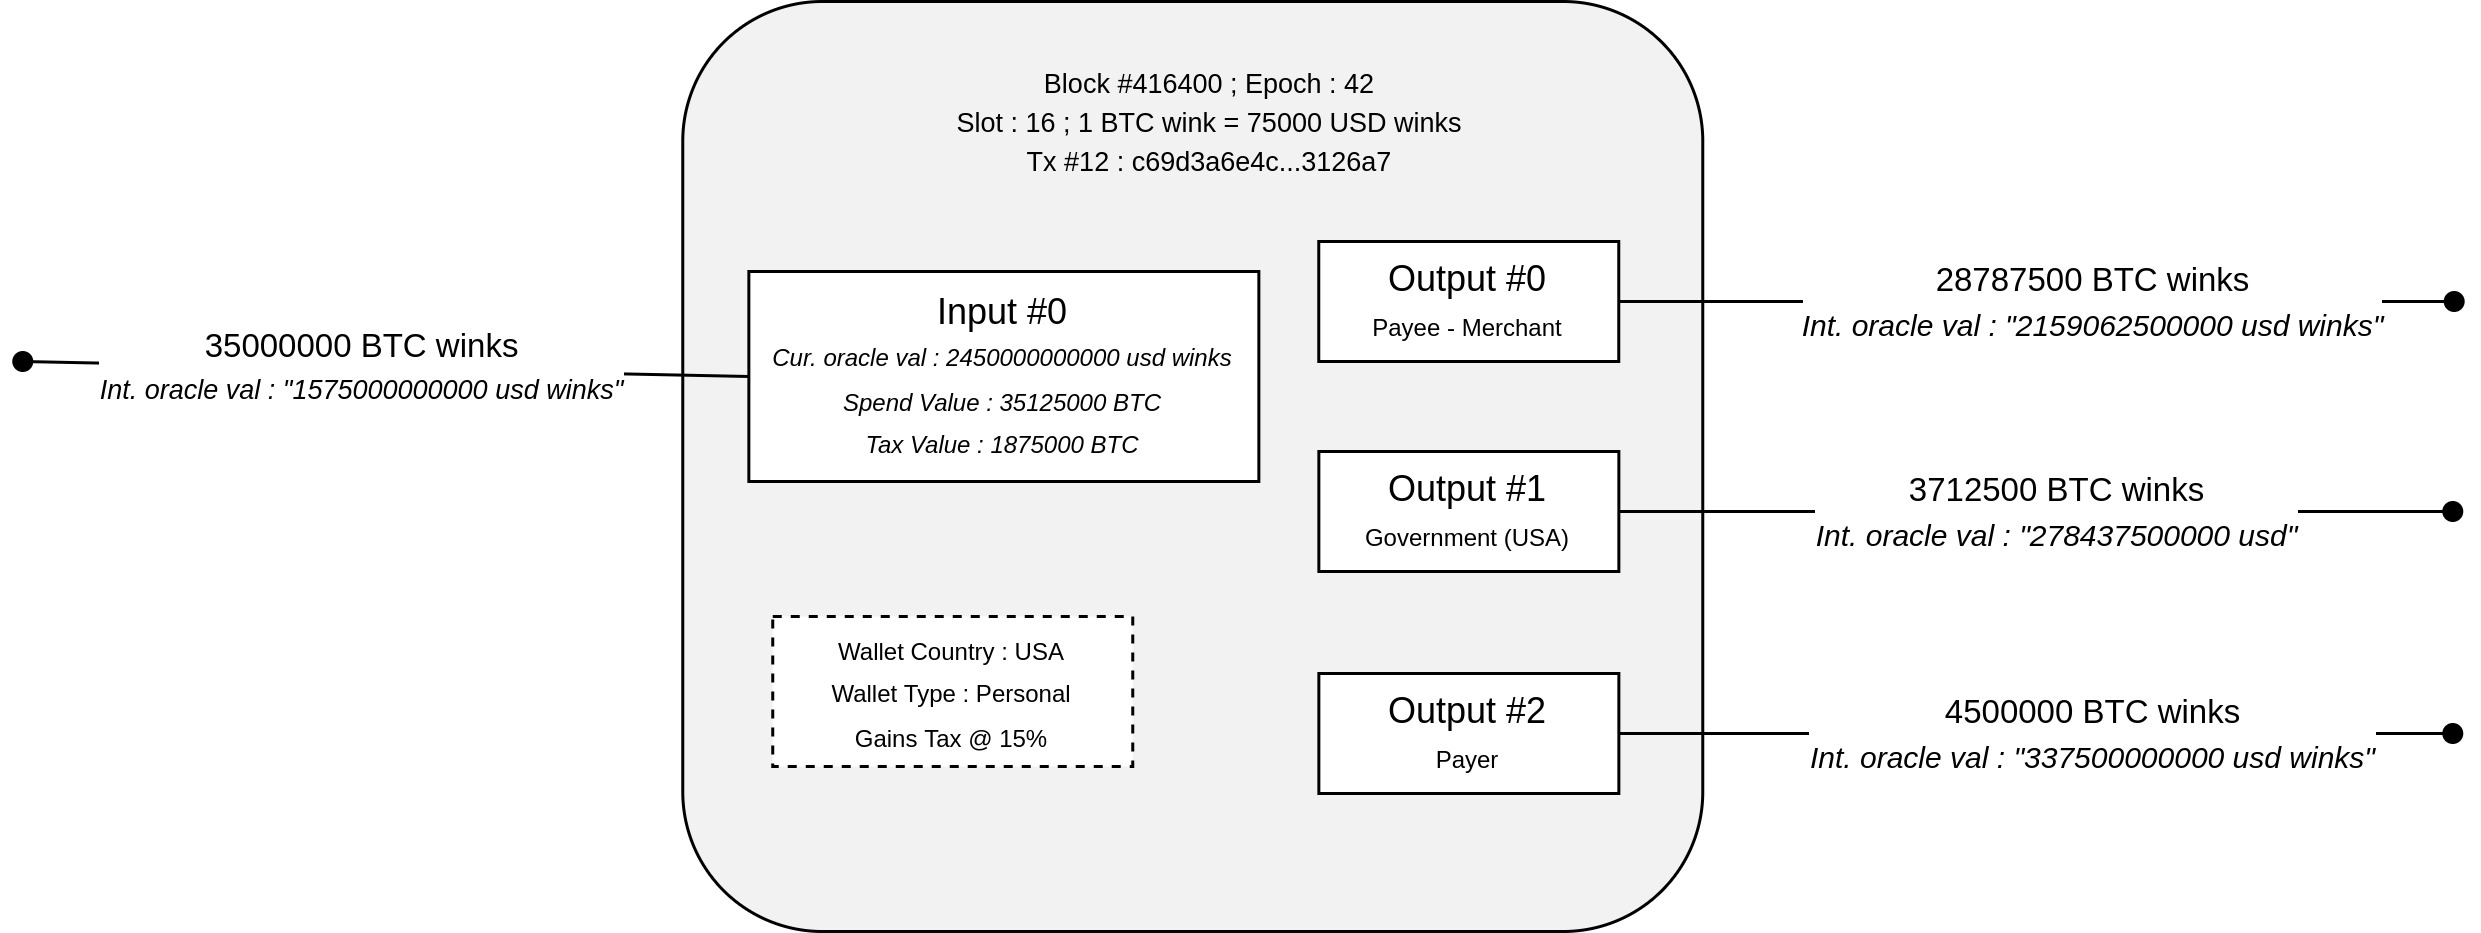 Block #416400 ; Epoch : 42
Slot : 16 ; 1 BTC wink = 75000 USD winks
Tx #12 : c69d3a6e4c...3126a7
35000000 BTC winks
Int. oracle val : "1575000000000 usd winks"
Input #0
Cur. oracle val : 2450000000000 usd winks
Spend Value : 35125000 BTC
Tax Value : 1875000 BTC
Output #0
Payee - Merchant
28787500 BTC winks
Int. oracle val : "2159062500000 usd winks"
Output #1
Government (USA)
3712500 BTC winks
Int. oracle val : "278437500000 usd"
Wallet Country : USA
Wallet Type : Personal
Gains Tax @ 15%
Output #2
Payer
4500000 BTC winks
Int. oracle val : "337500000000 usd winks"